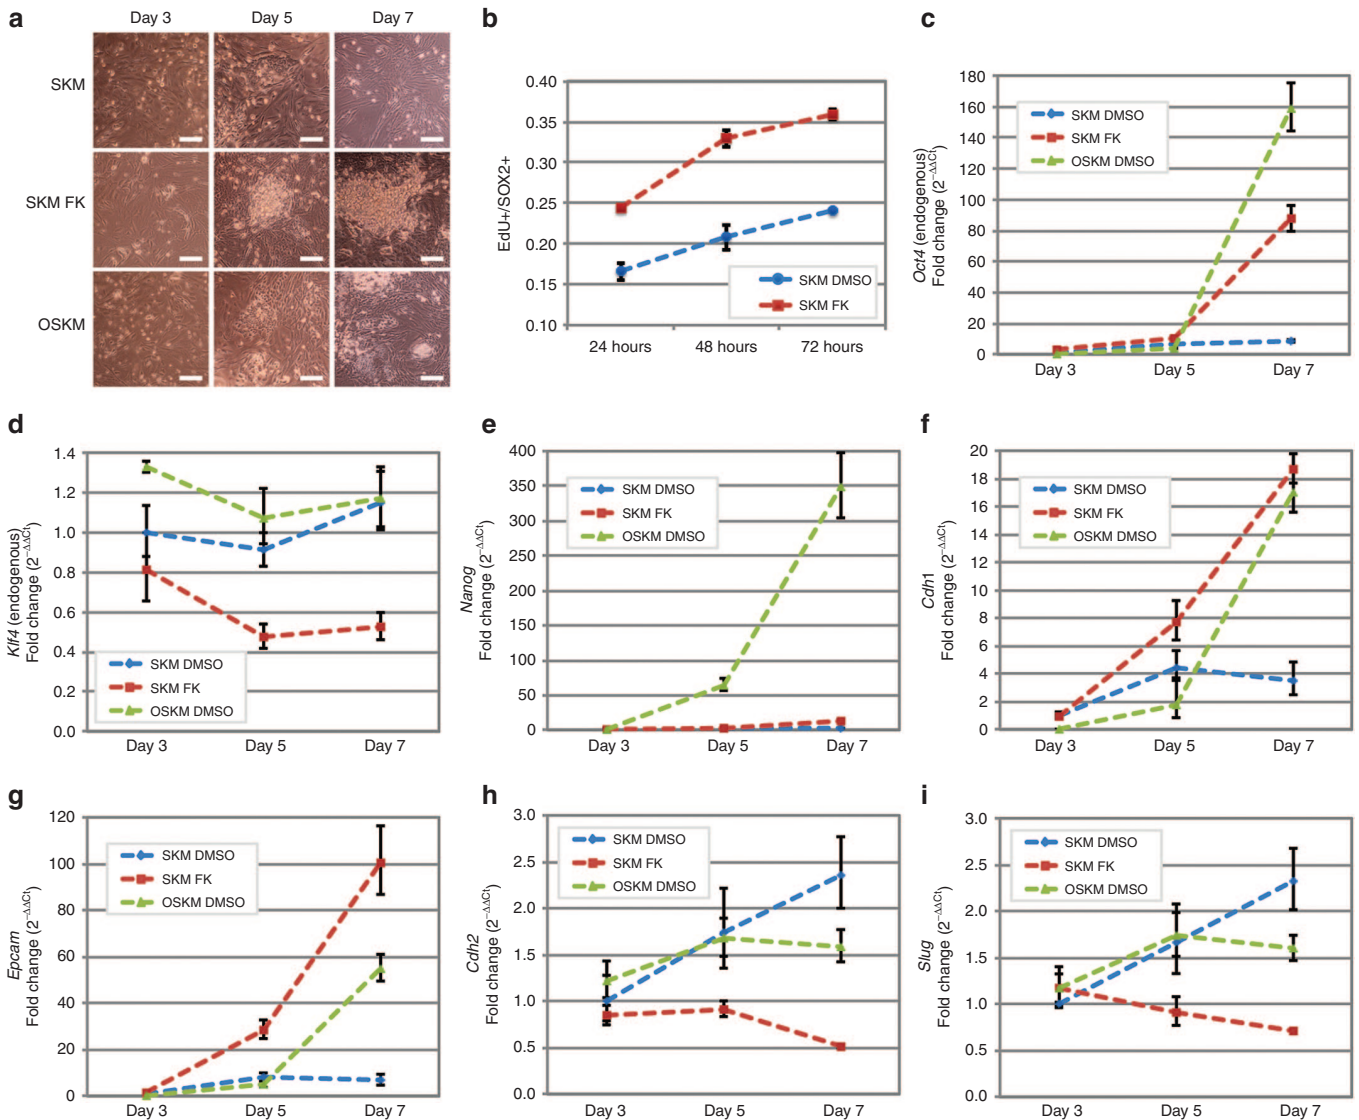 a
Day 3 Day 5 Day 7
SKM
SKM FK
OSKM
b
EdU+/SOX2+
0.40
0.35
0.30
0.25
0.20
0.15
0.10
SKM DMSO
SKM FK
24 hours 48 hours 72 hours
c
Oct4 (endogenous)
Fold change (2−ΔΔCt)
180
160
140
120
100
80
60
40
20
0
SKM DMSO
SKM FK
OSKM DMSO
Day 3 Day 5 Day 7
d
Klf4 (endogenous)
Fold change (2−ΔΔCt)
1.4
1.2
1.0
0.8
0.6
0.4
0.2
0.0
SKM DMSO
SKM FK
OSKM DMSO
Day 3 Day 5 Day 7
e
Nanog
Fold change (2−ΔΔCt)
400
350
300
250
200
150
100
50
0
SKM DMSO
SKM FK
OSKM DMSO
Day 3 Day 5 Day 7
f
Cdh1
Fold change (2−ΔΔCt)
20
18
16
14
12
10
8
6
4
2
0
SKM DMSO
SKM FK
OSKM DMSO
Day 3 Day 5 Day 7
g
Epcam
Fold change (2−ΔΔCt)
120
100
80
60
40
20
0
SKM DMSO
SKM FK
OSKM DMSO
Day 3 Day 5 Day 7
h
Cdh2
Fold change (2−ΔΔCt)
3.0
2.5
2.0
1.5
1.0
0.5
0.0
SKM DMSO
SKM FK
OSKM DMSO
Day 3 Day 5 Day 7
i
Slug
Fold change (2−ΔΔCt)
3.0
2.5
2.0
1.5
1.0
0.5
0.0
SKM DMSO
SKM FK
OSKM DMSO
Day 3 Day 5 Day 7